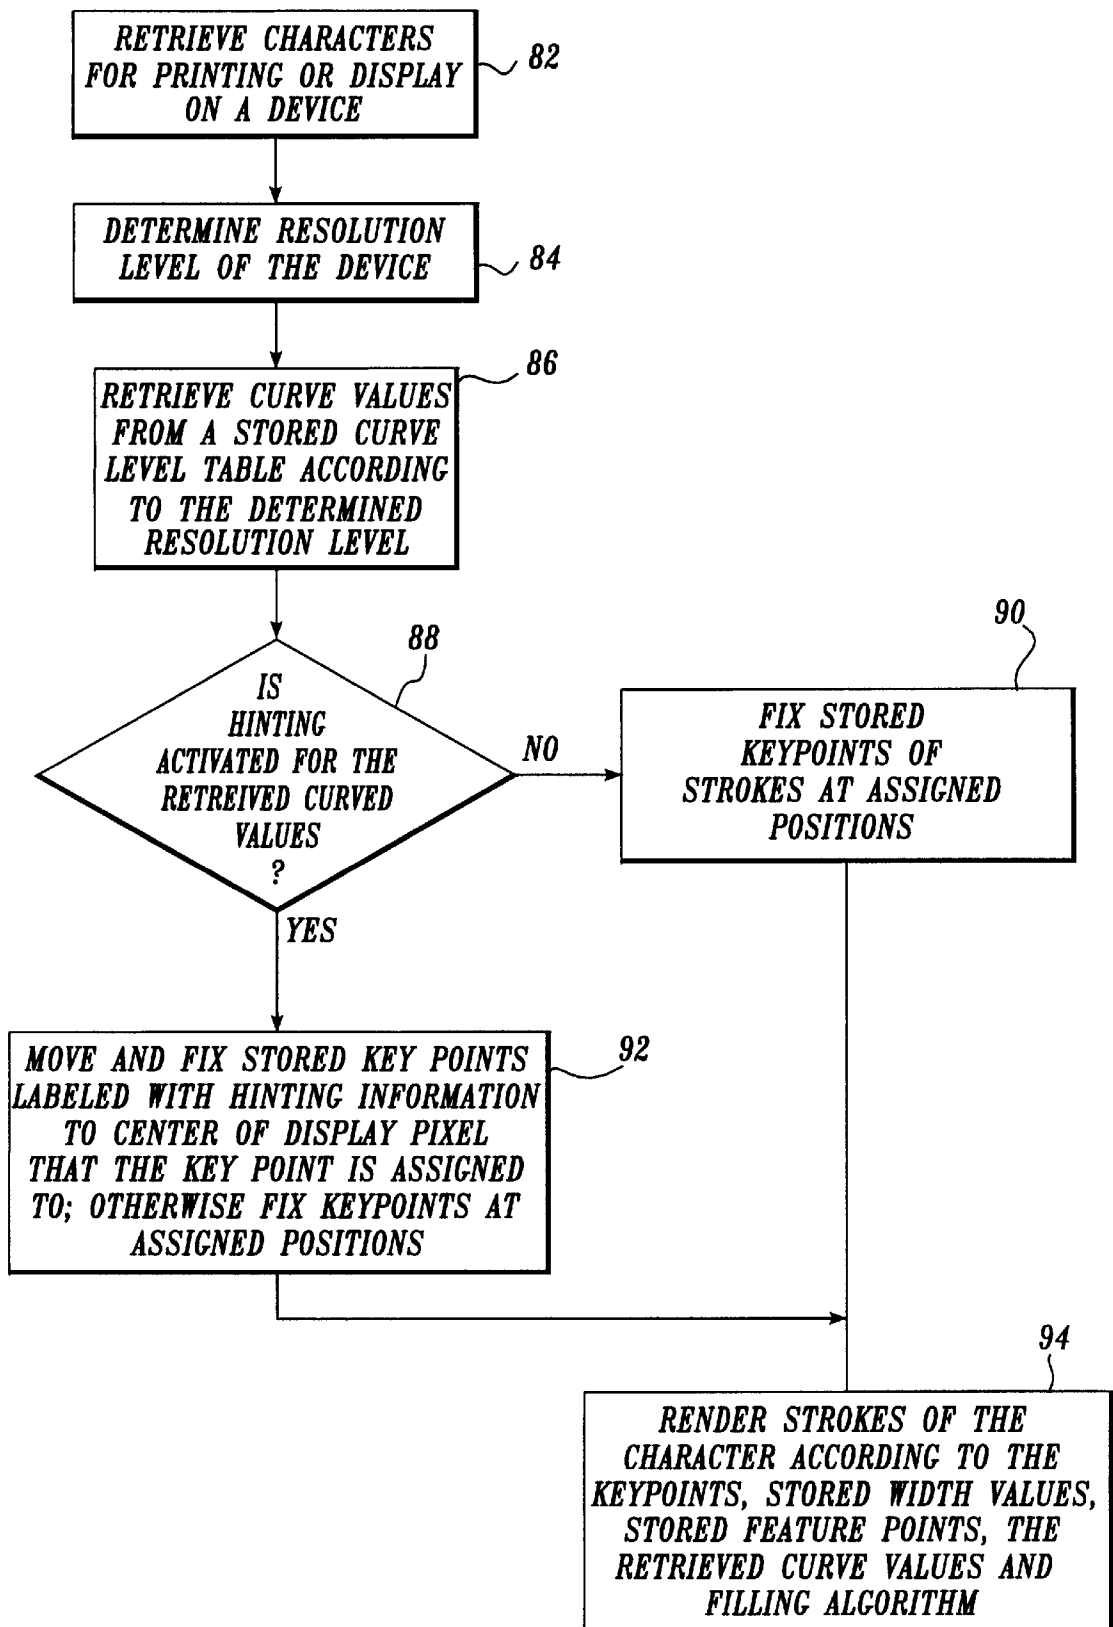 RETRIEVE CHARACTERS
FOR PRINTING OR DISPLAY
ON A DEVICE
82
DETERMINE RESOLUTION
LEVEL OF THE DEVICE
84
86
RETRIEVE CURVE VALUES
FROM A STORED CURVE
LEVEL TABLE ACCORDING
TO THE DETERMINED
RESOLUTION LEVEL
88
IS
HINTING
ACTIVATED FOR THE
RETREIVED CURVED
VALUES
?
NO
YES
90
FIX STORED
KEYPOINTS OF
STROKES AT ASSIGNED
POSITIONS
92
MOVE AND FIX STORED KEY POINTS
LABELED WITH HINTING INFORMATION
TO CENTER OF DISPLAY PIXEL
THAT THE KEY POINT IS ASSIGNED
TO; OTHERWISE FIX KEYPOINTS AT
ASSIGNED POSITIONS
94
RENDER STROKES OF THE
CHARACTER ACCORDING TO THE
KEYPOINTS, STORED WIDTH VALUES,
STORED FEATURE POINTS, THE
RETRIEVED CURVE VALUES AND
FILLING ALGORITHM